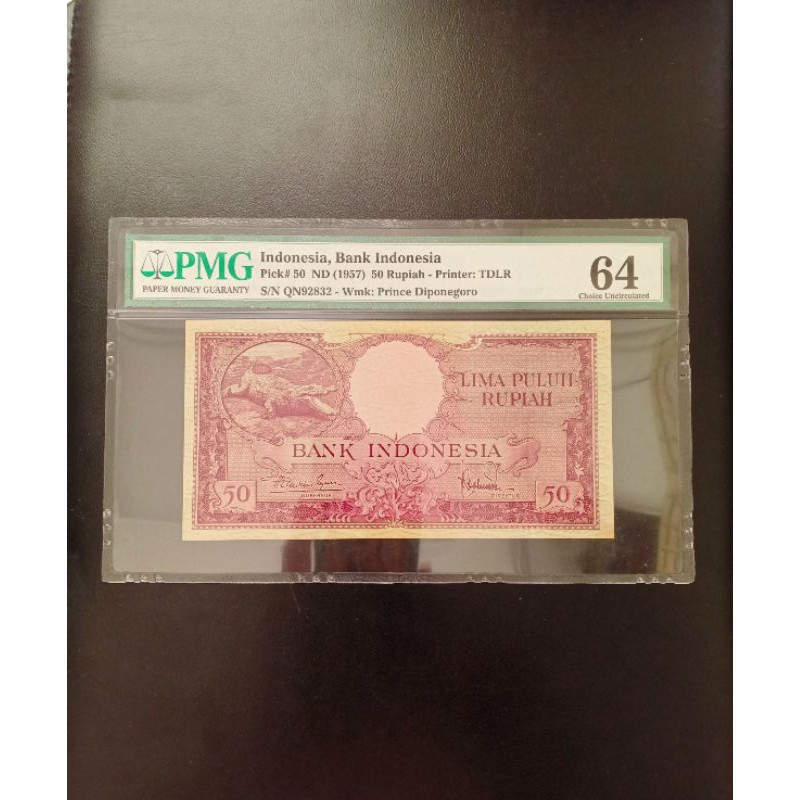 PMG
PAPER MONEY GUARANTY
Indonesia, Bank Indonesia
Pick# 50 ND (1957) 50 Rupiah - Printer: TDLR
S/N QN92832 - Wmk: Prince Diponegoro
64
Choice Uncirculated
LIMA PULUH
RUPIAH
BANK INDONESIA
50
50